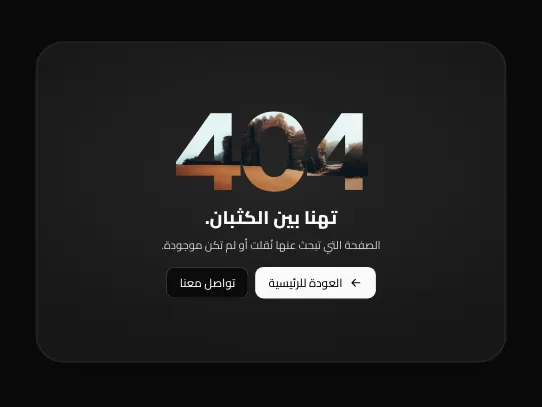 404
تهنا بين الكثبان.
الصفحة التي تبحث عنها نُقلت أو لم تكن موجودة.
← العودة للرئيسية
تواصل معنا